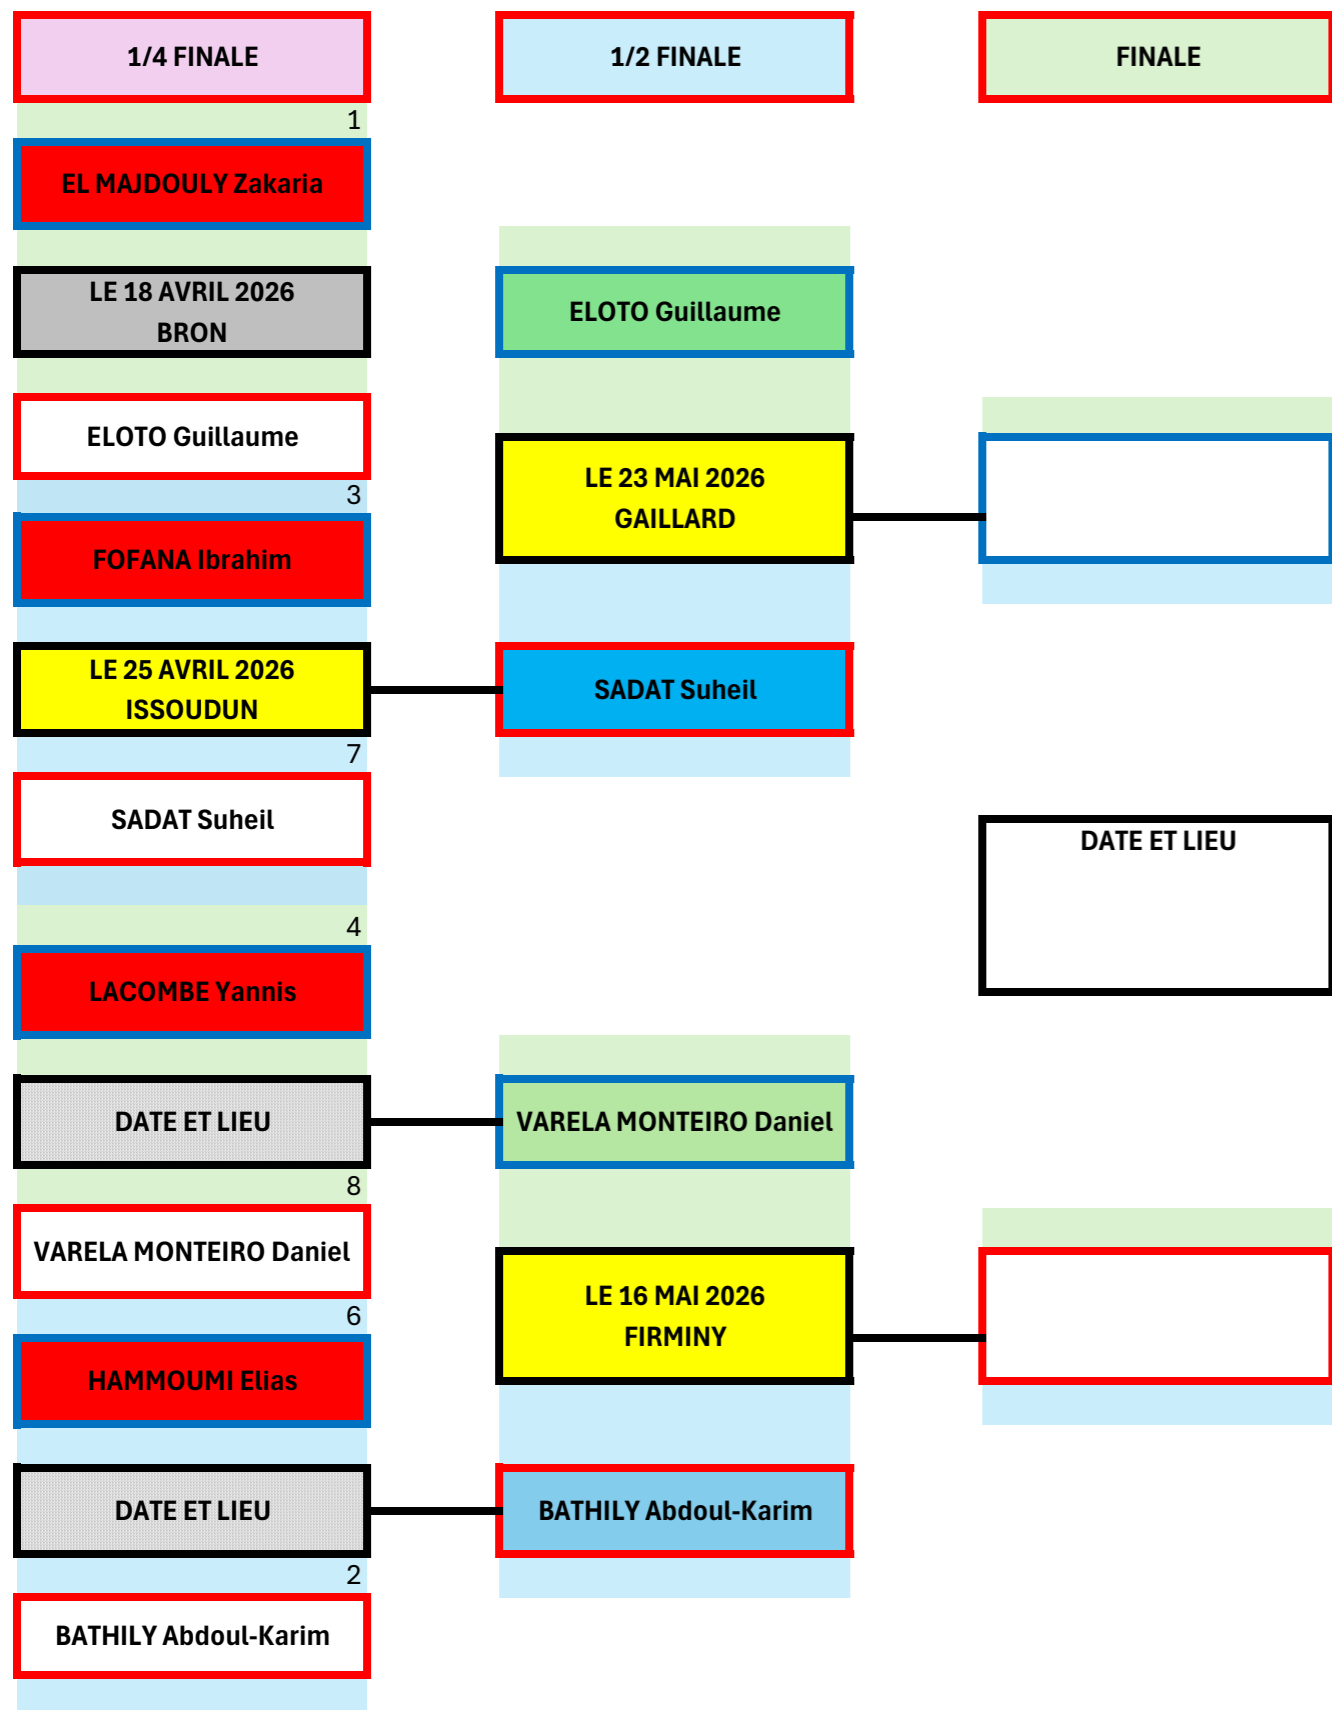 1/4 FINALE
1/2 FINALE
FINALE
1
EL MAJDOULY Zakaria
LE 18 AVRIL 2026
BRON
ELOTO Guillaume
ELOTO Guillaume
3
FOFANA Ibrahim
LE 23 MAI 2026
GAILLARD
LE 25 AVRIL 2026
ISSOUDUN
SADAT Suheil
7
SADAT Suheil
DATE ET LIEU
4
LACOMBE Yannis
DATE ET LIEU
VARELA MONTEIRO Daniel
8
VARELA MONTEIRO Daniel
LE 16 MAI 2026
FIRMINY
6
HAMMOUMI Elias
DATE ET LIEU
BATHILY Abdoul-Karim
2
BATHILY Abdoul-Karim